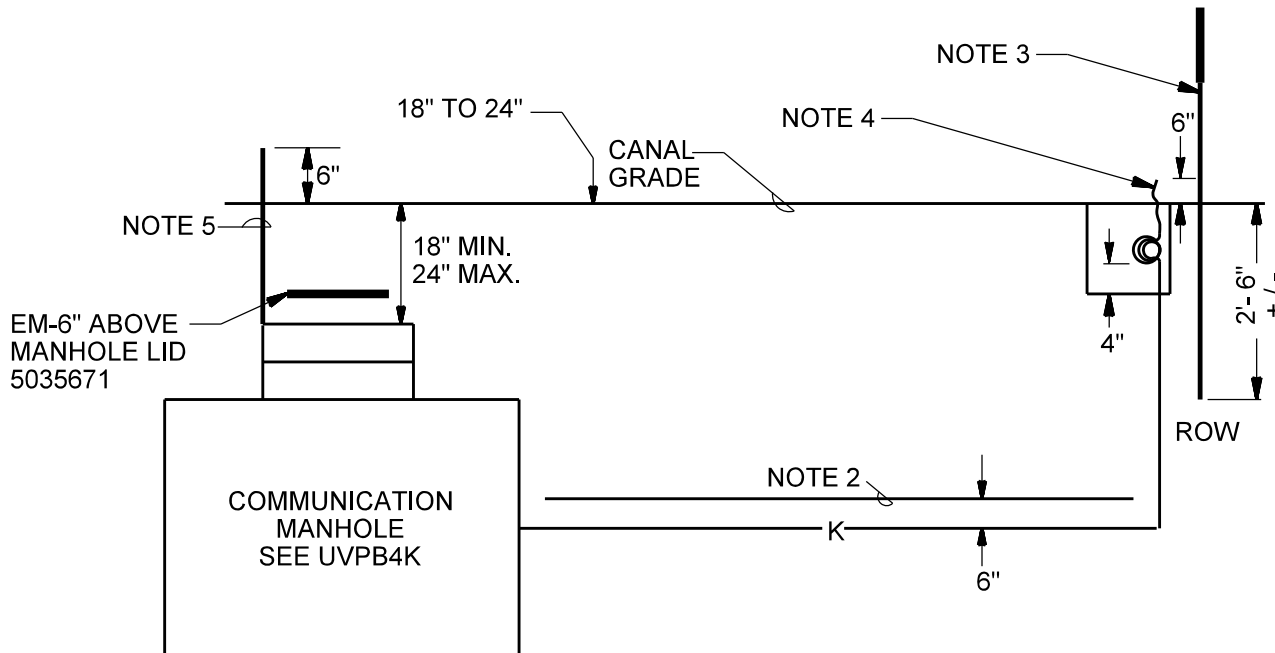 NOTE 3
18" TO 24"
NOTE 4
6"
CANAL
GRADE
6"
NOTE 5
18" MIN.
24" MAX.
EM-6" ABOVE
MANHOLE LID
5035671
4"
2'- 6"
+/-
ROW
NOTE 2
COMMUNICATION
MANHOLE
SEE UVPB4K
K
6"